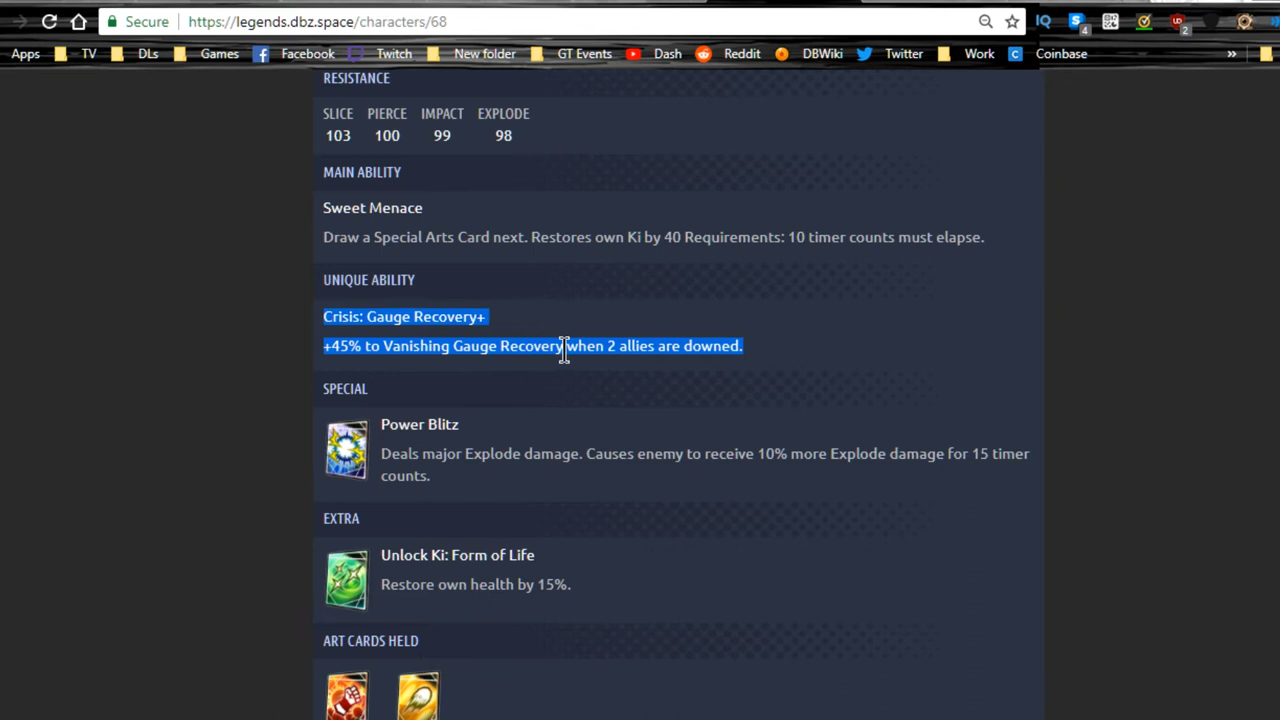 Secure https://legends.dbz.space/characters/68
4 2
Apps TV DLs Games Facebook Twitch New folder GT Events Dash Reddit DBWiki Twitter Work Coinbase »
RESISTANCE
SLICE PIERCE IMPACT EXPLODE
103 100 99 98
MAIN ABILITY
Sweet Menace
Draw a Special Arts Card next. Restores own Ki by 40 Requirements: 10 timer counts must elapse.
UNIQUE ABILITY
Crisis: Gauge Recovery+
+45% to Vanishing Gauge Recovery when 2 allies are downed.
SPECIAL
Power Blitz
Deals major Explode damage. Causes enemy to receive 10% more Explode damage for 15 timer
counts.
EXTRA
Unlock Ki: Form of Life
Restore own health by 15%.
ART CARDS HELD